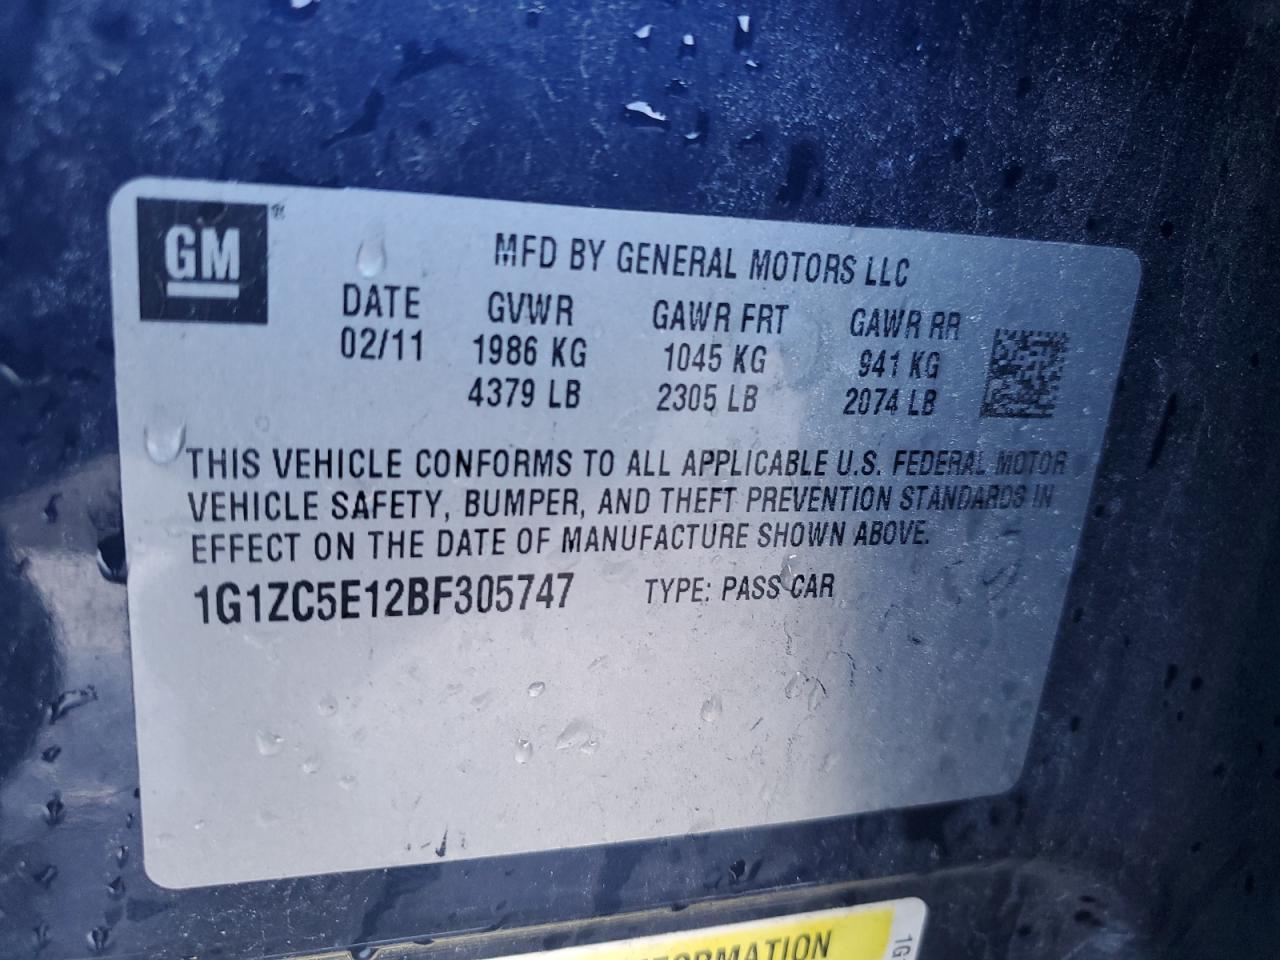 GM®
MFD BY GENERAL MOTORS LLC
DATE GVWR GAWR FRT GAWR RR
02/11 1986 KG 1045 KG 941 KG
4379 LB 2305 LB 2074 LB
THIS VEHICLE CONFORMS TO ALL APPLICABLE U.S. FEDERAL MOTOR
VEHICLE SAFETY, BUMPER, AND THEFT PREVENTION STANDARDS IN
EFFECT ON THE DATE OF MANUFACTURE SHOWN ABOVE.
1G1ZC5E12BF305747 TYPE: PASS CAR